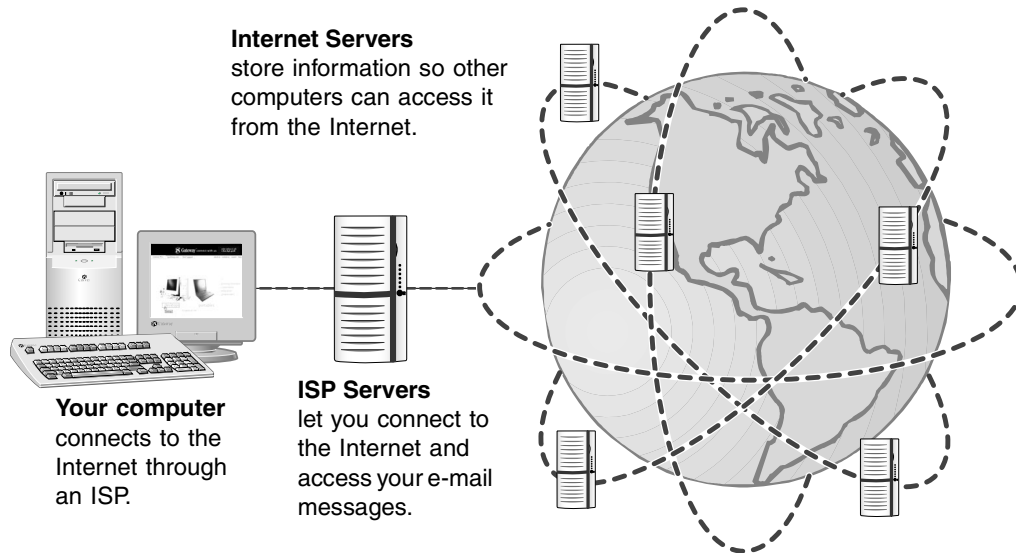 Internet Servers
store information so other
computers can access it
from the Internet.
Gateway
Your computer
connects to the
Internet through
an ISP.
ISP Servers
let you connect to
the Internet and
access your e-mail
messages.